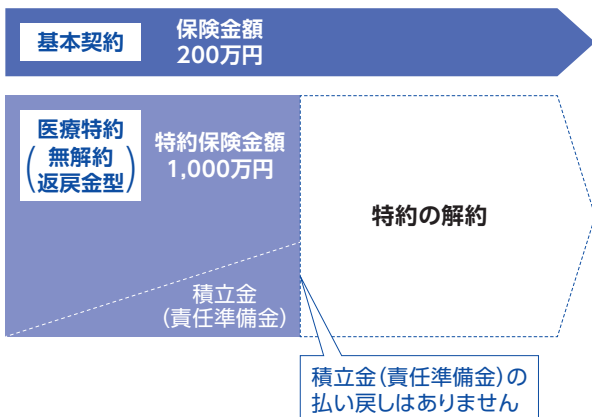 基本契約
保険金額
200万円
医療特約
(無解約
返戻金型)
特約保険金額
1,000万円
特約の解約
積立金
(責任準備金)
積立金(責任準備金)の
払い戻しはありません